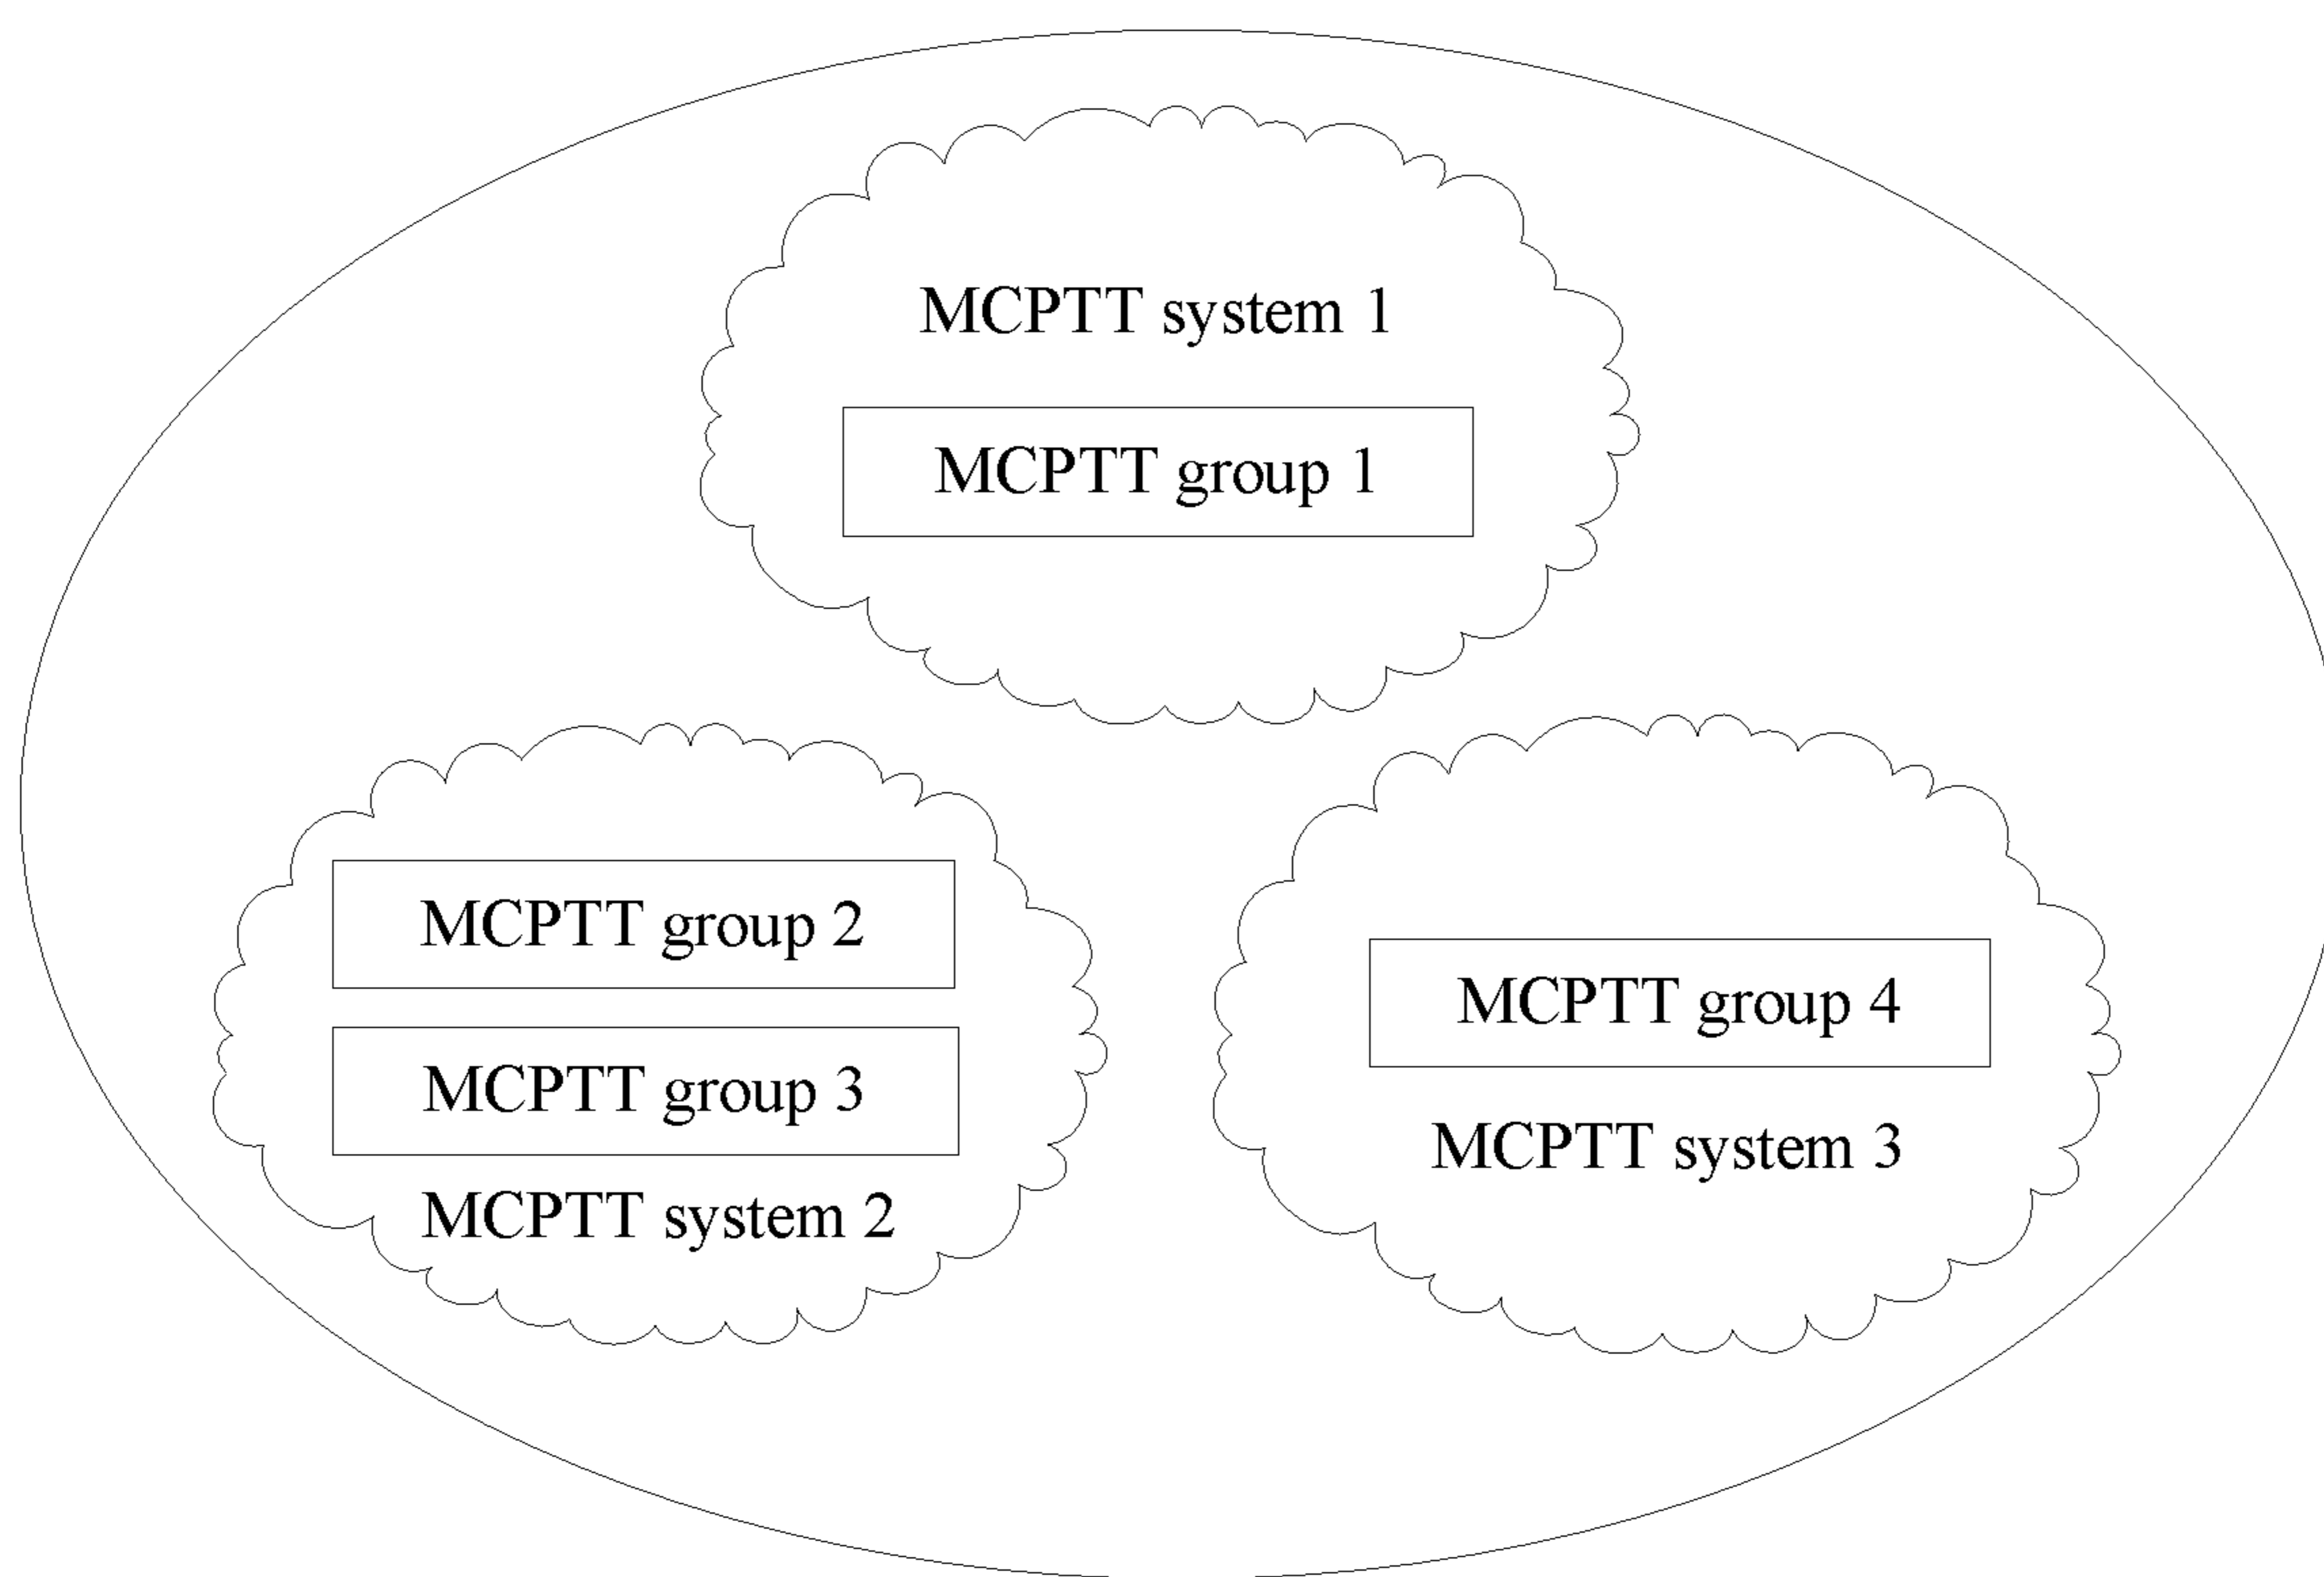 MCPTT system 1
MCPTT group 1
MCPTT group 2
MCPTT group 3
MCPTT system 2
MCPTT group 4
MCPTT system 3